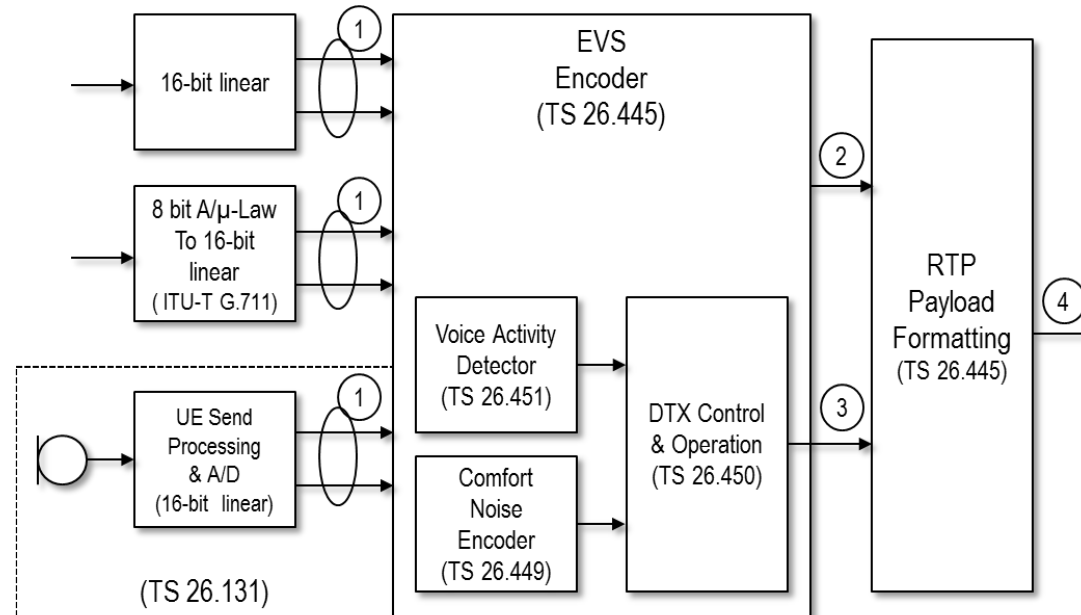 16-bit linear
1
8 bit A/µ-Law
To 16-bit
linear
( ITU-T G.711)
1
UE Send
Processing
& A/D
(16-bit linear)
1
(TS 26.131)
EVS
Encoder
(TS 26.445)
Voice Activity
Detector
(TS 26.451)
Comfort
Noise
Encoder
(TS 26.449)
DTX Control
& Operation
(TS 26.450)
2
3
RTP
Payload
Formatting
(TS 26.445)
4